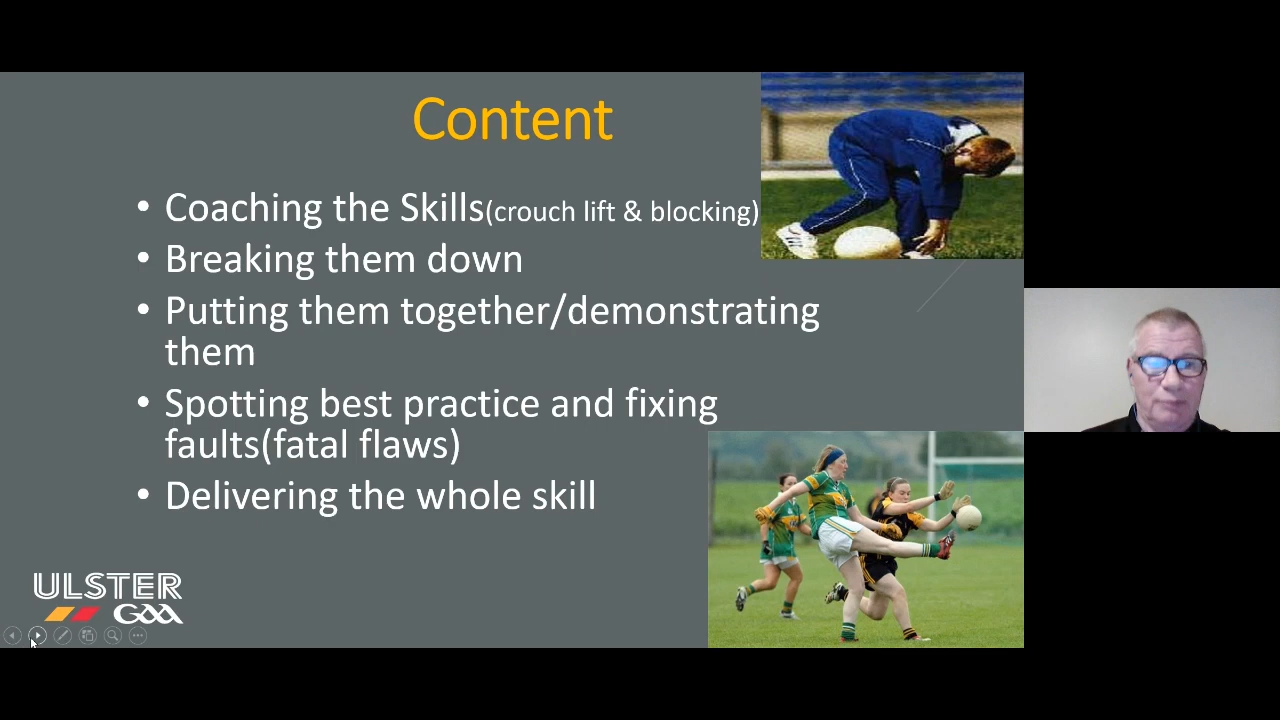 Content
• Coaching the Skills(crouch lift & blocking)
• Breaking them down
• Putting them together/demonstrating
them
• Spotting best practice and fixing
faults(fatal flaws)
• Delivering the whole skill
ULSTER
GAA